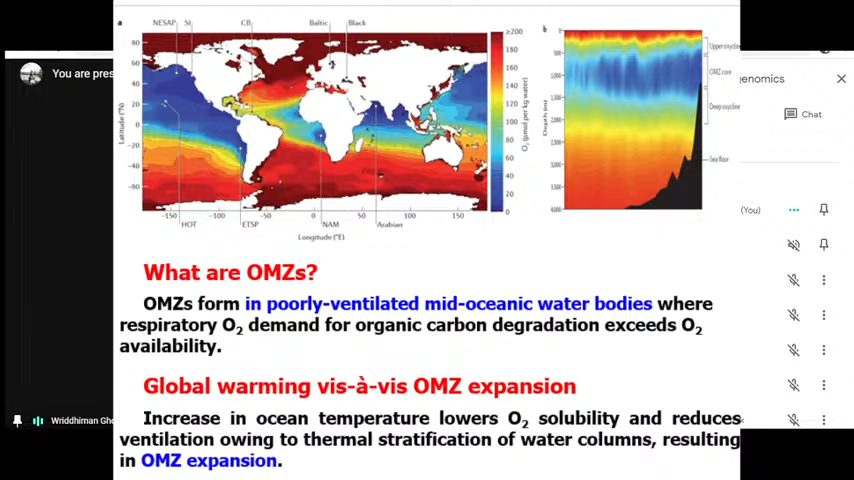 a
NESAP SI CB Baltic Black
80
60
40
20
0
−20
−40
−60
Latitude (°N)
−150 −100 −50 0 50 100 150
HOT ETSP NAM Arabian
Longitude (°E)
≥200
180
160
140
120
100
80
60
40
20
0
O2 (μmol per kg water)
b
0
500
1,000
1,500
2,000
2,500
3,000
3,500
4,000
Depth (m)
Upper oxycline
OMZ core
Deep oxycline
Sea floor
You are pres
genomics
Chat
(You)
Wriddhiman Gho
What are OMZs?
OMZs form in poorly-ventilated mid-oceanic water bodies where
respiratory O2 demand for organic carbon degradation exceeds O2
availability.
Global warming vis-à-vis OMZ expansion
Increase in ocean temperature lowers O2 solubility and reduces
ventilation owing to thermal stratification of water columns, resulting
in OMZ expansion.